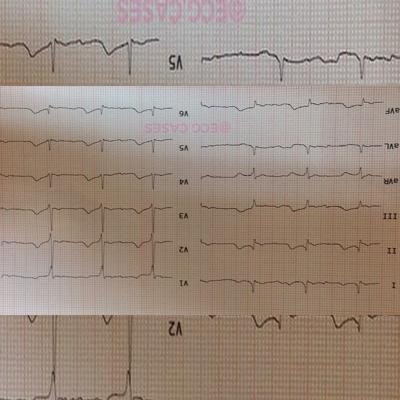 V2
I V1
II V2
III V3
aVR V4
aVL V5
@ECG.CASES
aVF V6
V5
@ECG.CASES